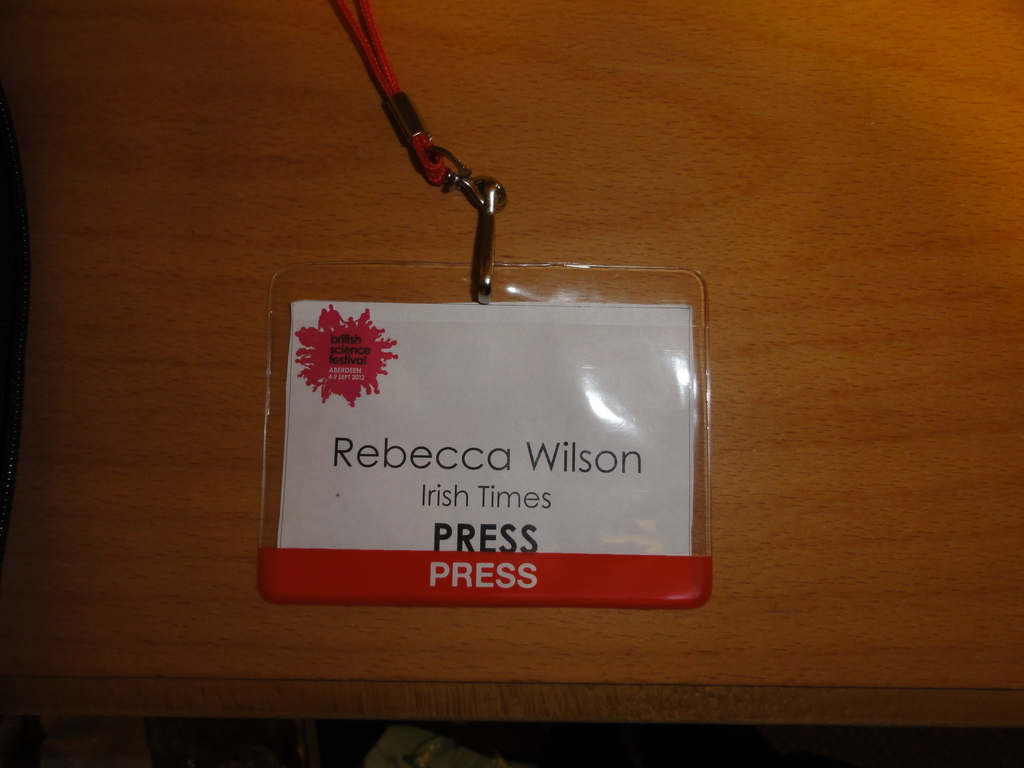 british
science
festival
ABERDEEN
4-9 SEPT 2012
Rebecca Wilson
Irish Times
PRESS
PRESS